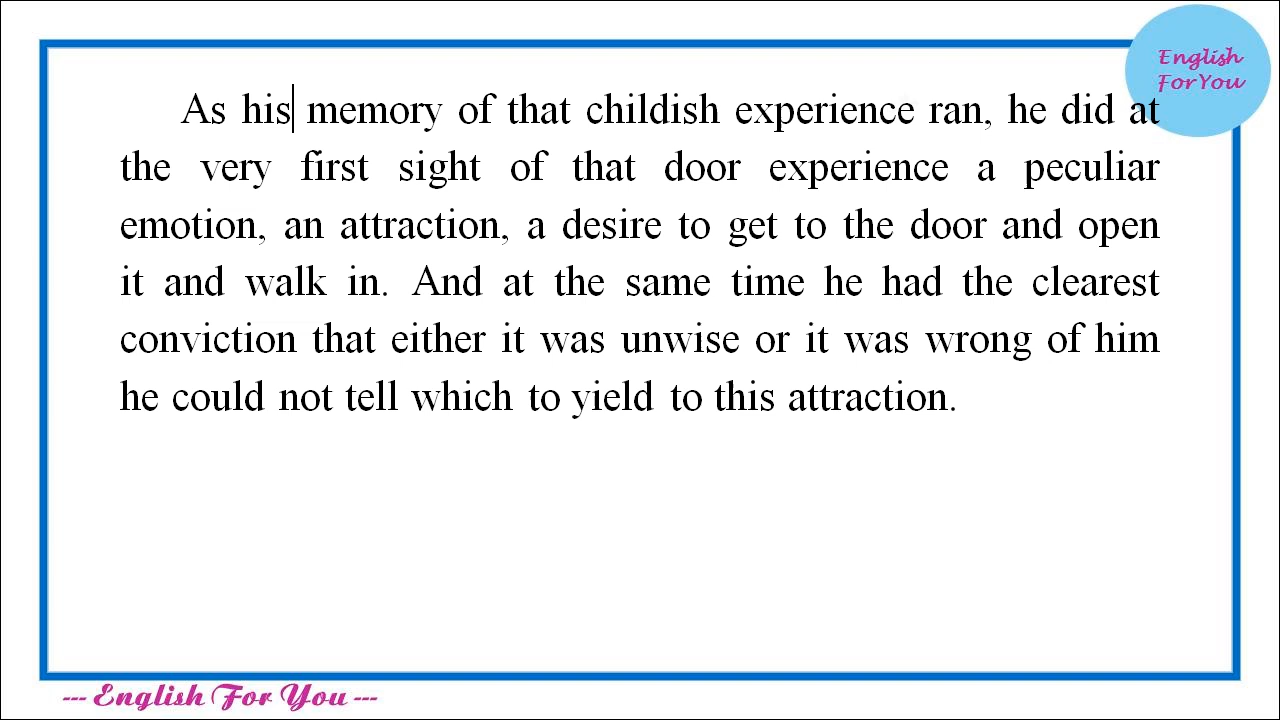 English
ForYou
As his memory of that childish experience ran, he did at
the very first sight of that door experience a peculiar
emotion, an attraction, a desire to get to the door and open
it and walk in. And at the same time he had the clearest
conviction that either it was unwise or it was wrong of him
he could not tell which to yield to this attraction.
--- English For You ---